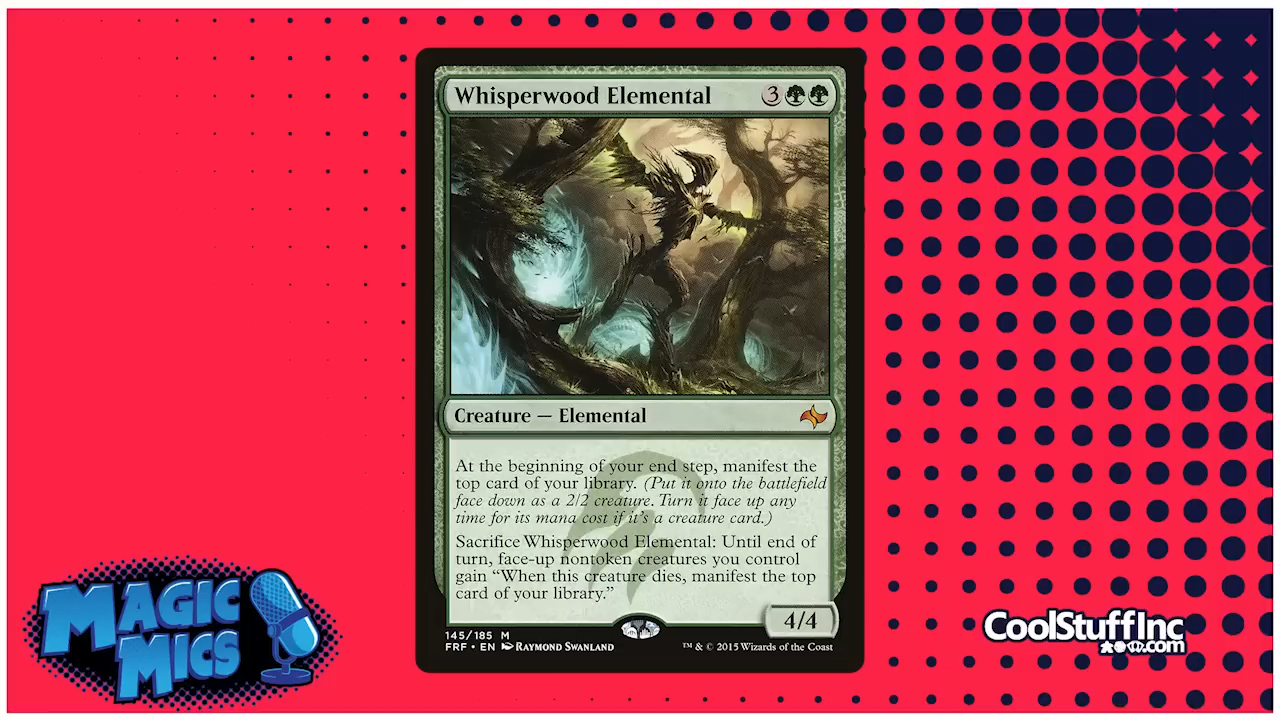 Whisperwood Elemental 3
Creature — Elemental
At the beginning of your end step, manifest the
top card of your library. (Put it onto the battlefield
face down as a 2/2 creature. Turn it face up any
time for its mana cost if it's a creature card.)
Sacrifice Whisperwood Elemental: Until end of
turn, face-up nontoken creatures you control
gain “When this creature dies, manifest the top
card of your library.”
4/4
145/185 M
FRF • EN Raymond Swanland
™ & © 2015 Wizards of the Coast
MAGIC
MICS
CoolStuffInc
.com